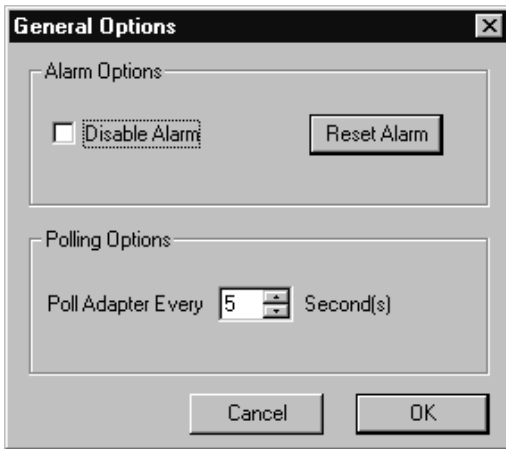 General Options
Alarm Options
Disable Alarm
Reset Alarm
Polling Options
Poll Adapter Every 5 Second(s)
Cancel
OK